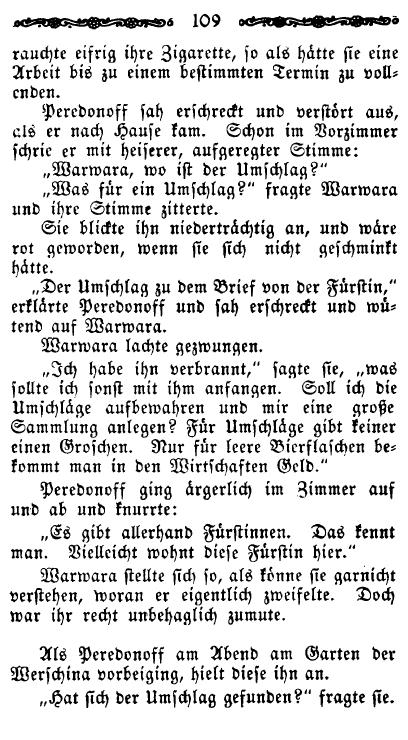 109
rauchte eifrig ihre Zigarette, so als hätte sie eine
Arbeit bis zu einem bestimmten Termin zu voll-
enden.
Peredonoff sah erschreckt und verstört aus,
als er nach Hause kam. Schon im Vorzimmer
schrie er mit heiserer, aufgeregter Stimme:
„Warwara, wo ist der Umschlag?“
„Was für ein Umschlag?“ fragte Warwara
und ihre Stimme zitterte.
Sie blickte ihn niederträchtig an, und wäre
rot geworden, wenn sie sich nicht geschminkt
hätte.
„Der Umschlag zu dem Brief von der Fürstin,“
erklärte Peredonoff und sah erschreckt und wü-
tend auf Warwara.
Warwara lachte gezwungen.
„Ich habe ihn verbrannt,“ sagte sie, „was
sollte ich sonst mit ihm anfangen. Soll ich die
Umschläge aufbewahren und mir eine große
Sammlung anlegen? Für Umschläge gibt keiner
einen Groschen. Nur für leere Bierflaschen be-
kommt man in den Wirtschaften Geld.“
Peredonoff ging ärgerlich im Zimmer auf
und ab und knurrte:
„Es gibt allerhand Fürstinnen. Das kennt
man. Vielleicht wohnt diese Fürstin hier.“
Warwara stellte sich so, als könne sie garnicht
verstehen, woran er eigentlich zweifelte. Doch
war ihr recht unbehaglich zumute.
Als Peredonoff am Abend am Garten der
Werschina vorbeiging, hielt diese ihn an.
„Hat sich der Umschlag gefunden?“ fragte sie.